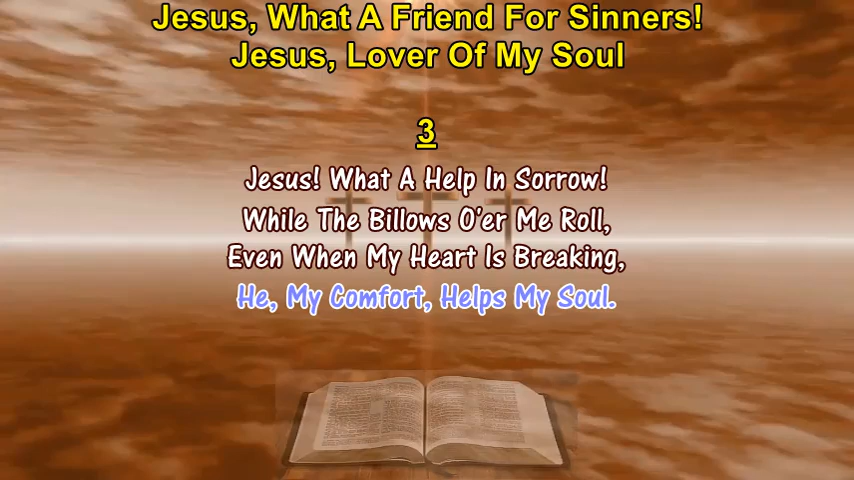 Jesus, What A Friend For Sinners!
Jesus, Lover Of My Soul
3
Jesus! What A Help In Sorrow!
While The Billows O'er Me Roll,
Even When My Heart Is Breaking,
He, My Comfort, Helps My Soul.